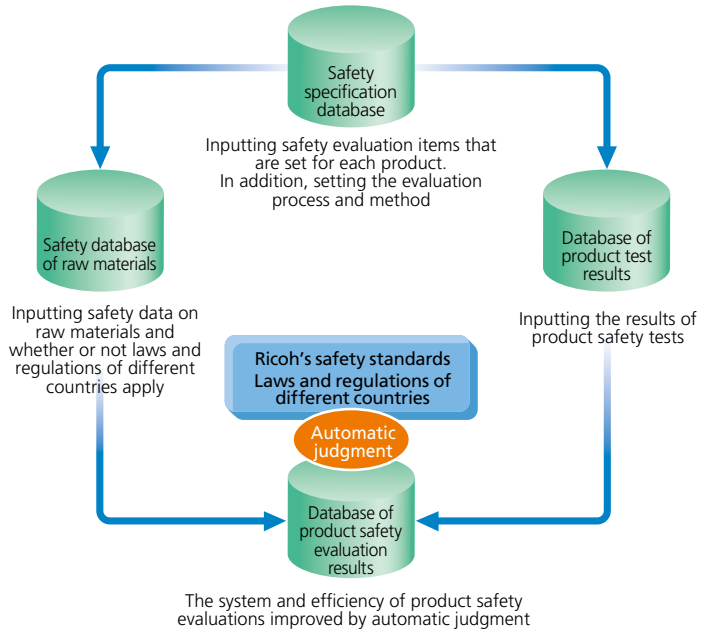 Safety
specification
database
Inputting safety evaluation items that
are set for each product.
In addition, setting the evaluation
process and method
Safety database
of raw materials
Inputting safety data on
raw materials and
whether or not laws and
regulations of different
countries apply
Database of
product test
results
Inputting the results of
product safety tests
Ricoh's safety standards
Laws and regulations of
different countries
Automatic
judgment
Database of
product safety
evaluation
results
The system and efficiency of product safety
evaluations improved by automatic judgment